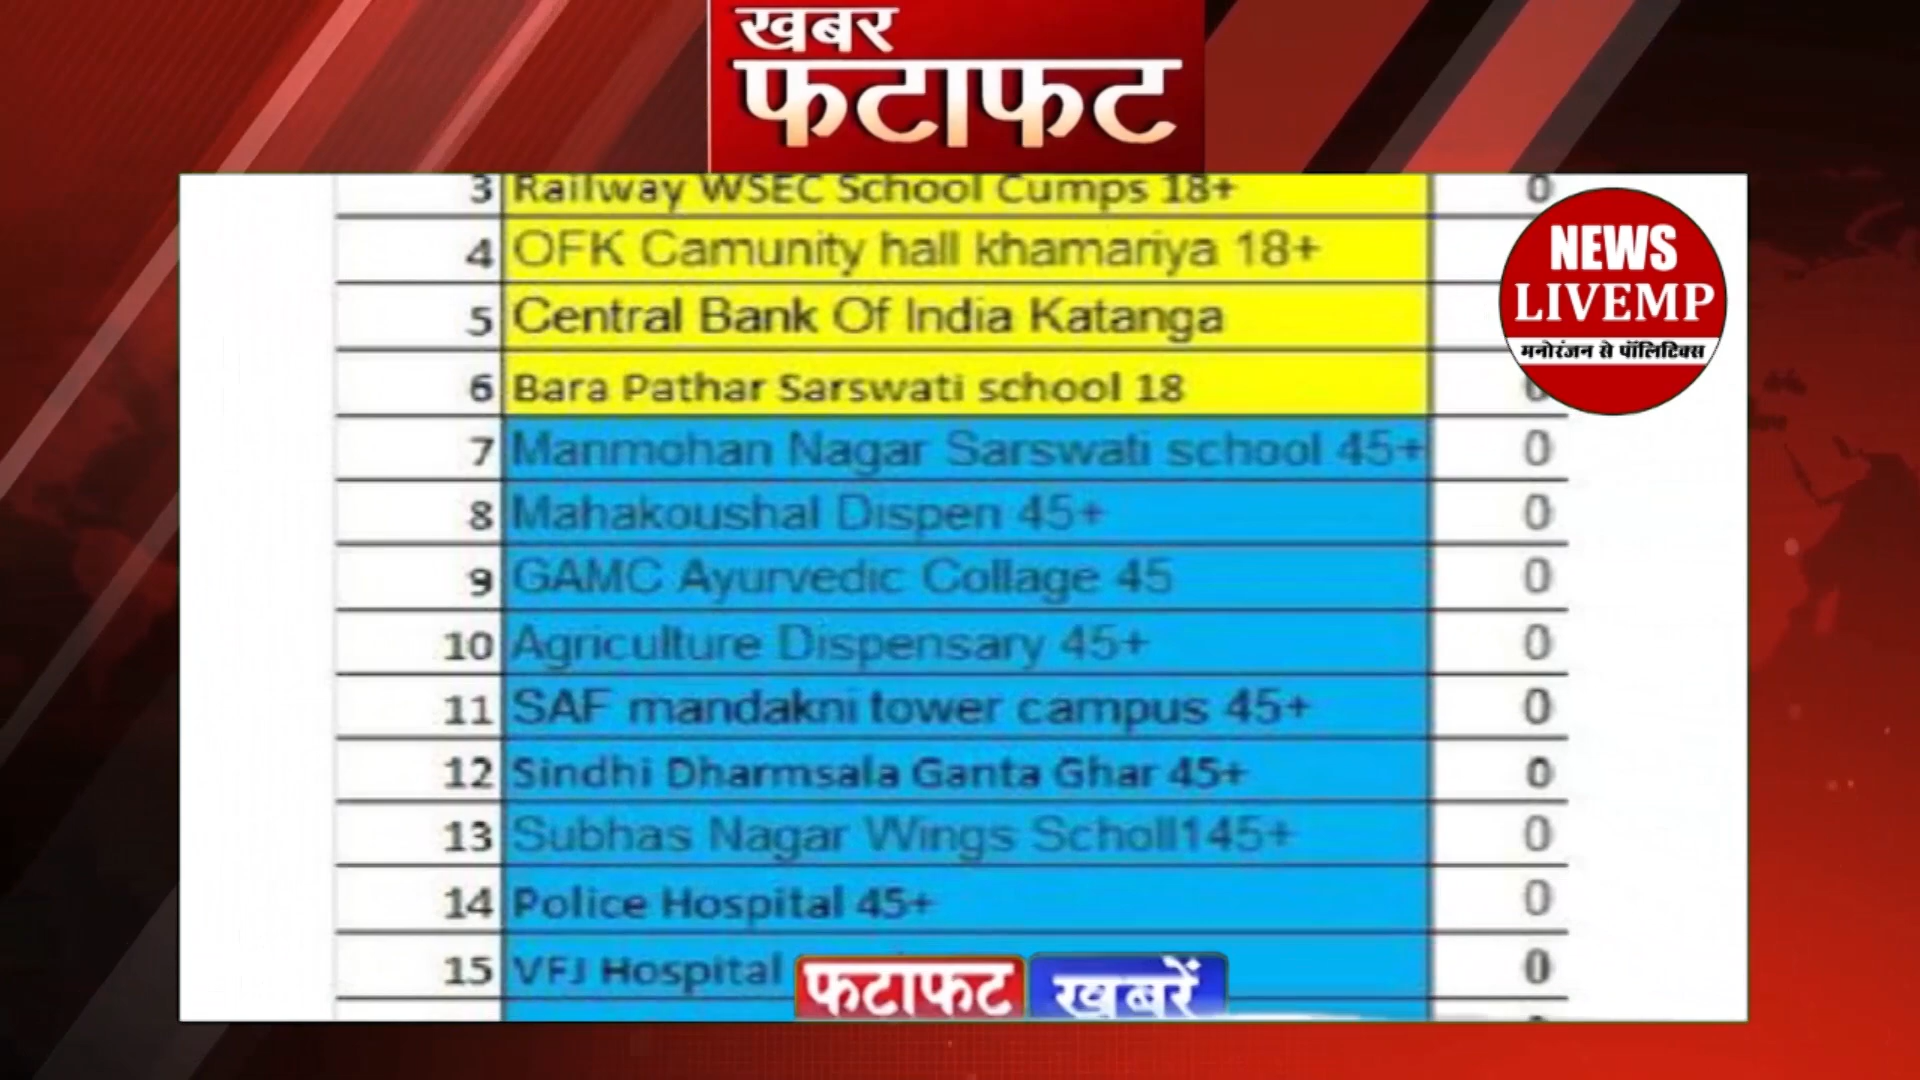 खबर
फटाफट
3 Railway WSEC School Cumps 18+ 0
4 OFK Camunity hall khamariya 18+
5 Central Bank Of India Katanga
6 Bara Pathar Sarswati school 18
NEWS
LIVEMP
मनोरंजन से पॉलिटिक्स
7 Manmohan Nagar Sarswati school 45+ 0
8 Mahakoushal Dispen 45+ 0
9 GAMC Ayurvedic Collage 45 0
10 Agriculture Dispensary 45+ 0
11 SAF mandakni tower campus 45+ 0
12 Sindhi Dharmsala Ganta Ghar 45+ 0
13 Subhas Nagar Wings Scholl145+ 0
14 Police Hospital 45+ 0
15 VFJ Hospital 0
फटाफट खबरें